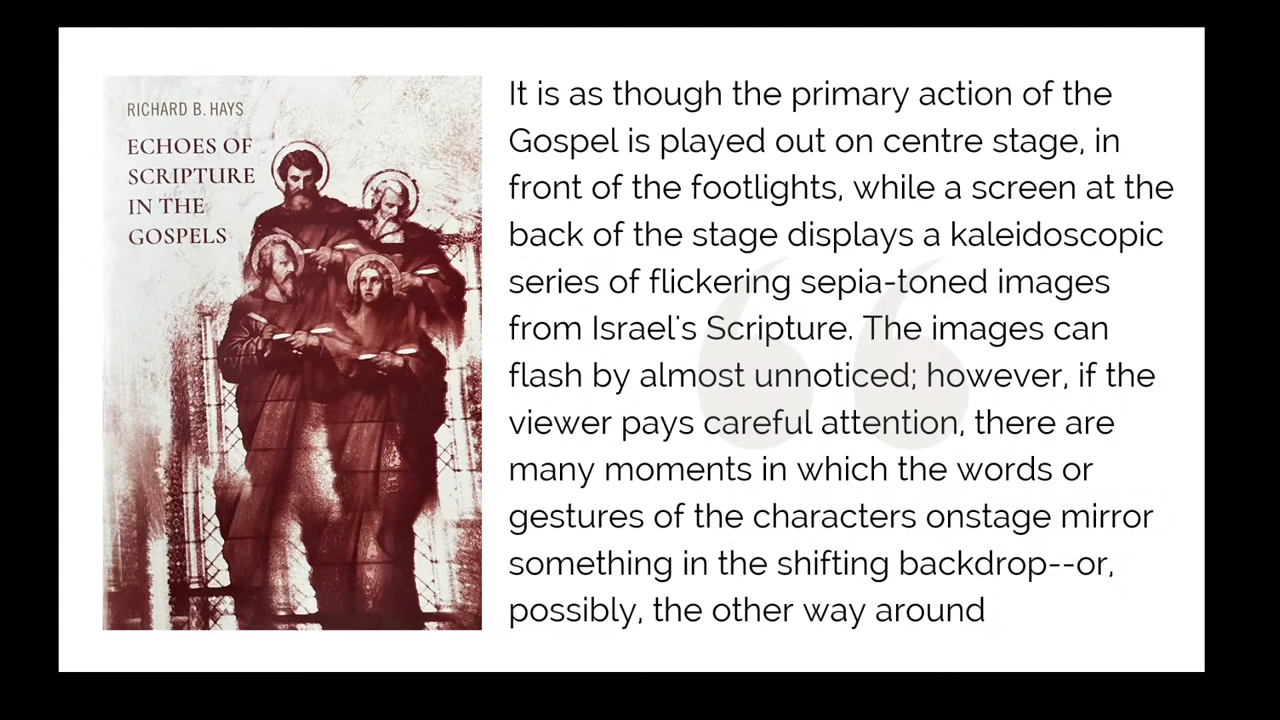 RICHARD B. HAYS
ECHOES OF
SCRIPTURE
IN THE
GOSPELS
It is as though the primary action of the
Gospel is played out on centre stage, in
front of the footlights, while a screen at the
back of the stage displays a kaleidoscopic
series of flickering sepia-toned images
from Israel's Scripture. The images can
flash by almost unnoticed; however, if the
viewer pays careful attention, there are
many moments in which the words or
gestures of the characters onstage mirror
something in the shifting backdrop--or,
possibly, the other way around